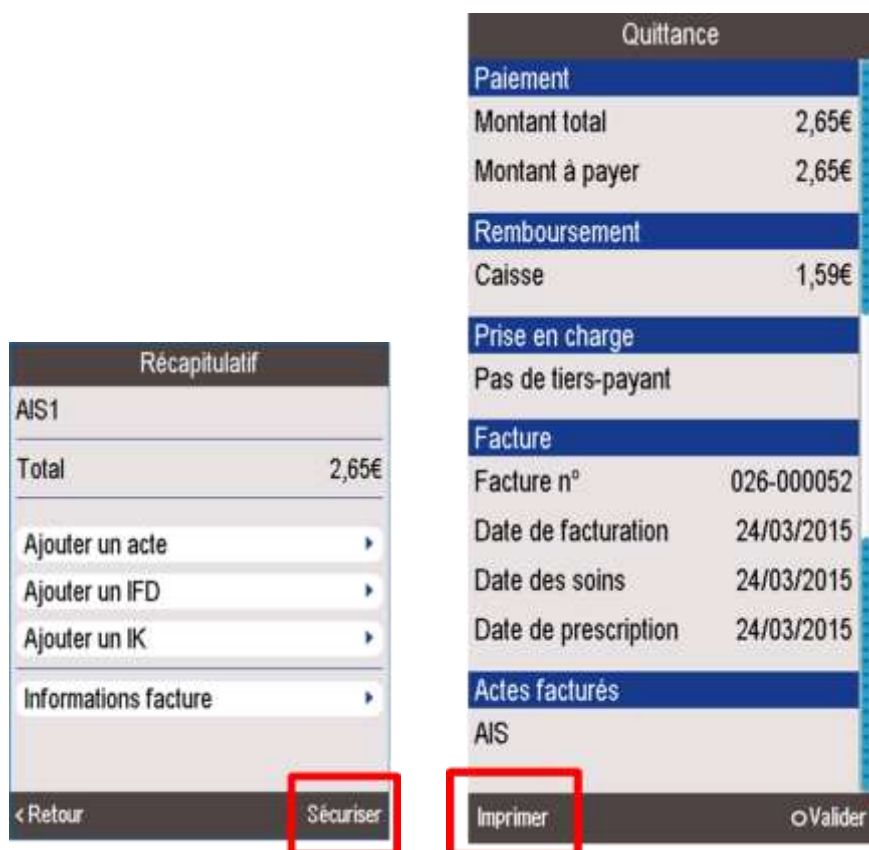 Récapitulatif
AIS1
Total 2,65€
Ajouter un acte
Ajouter un IFD
Ajouter un IK
Informations facture
< Retour Sécuriser
Quittance
Paiement
Montant total 2,65€
Montant à payer 2,65€
Remboursement
Caisse 1,59€
Prise en charge
Pas de tiers-payant
Facture
Facture n° 026-000052
Date de facturation 24/03/2015
Date des soins 24/03/2015
Date de prescription 24/03/2015
Actes facturés
AIS
Imprimer Valider